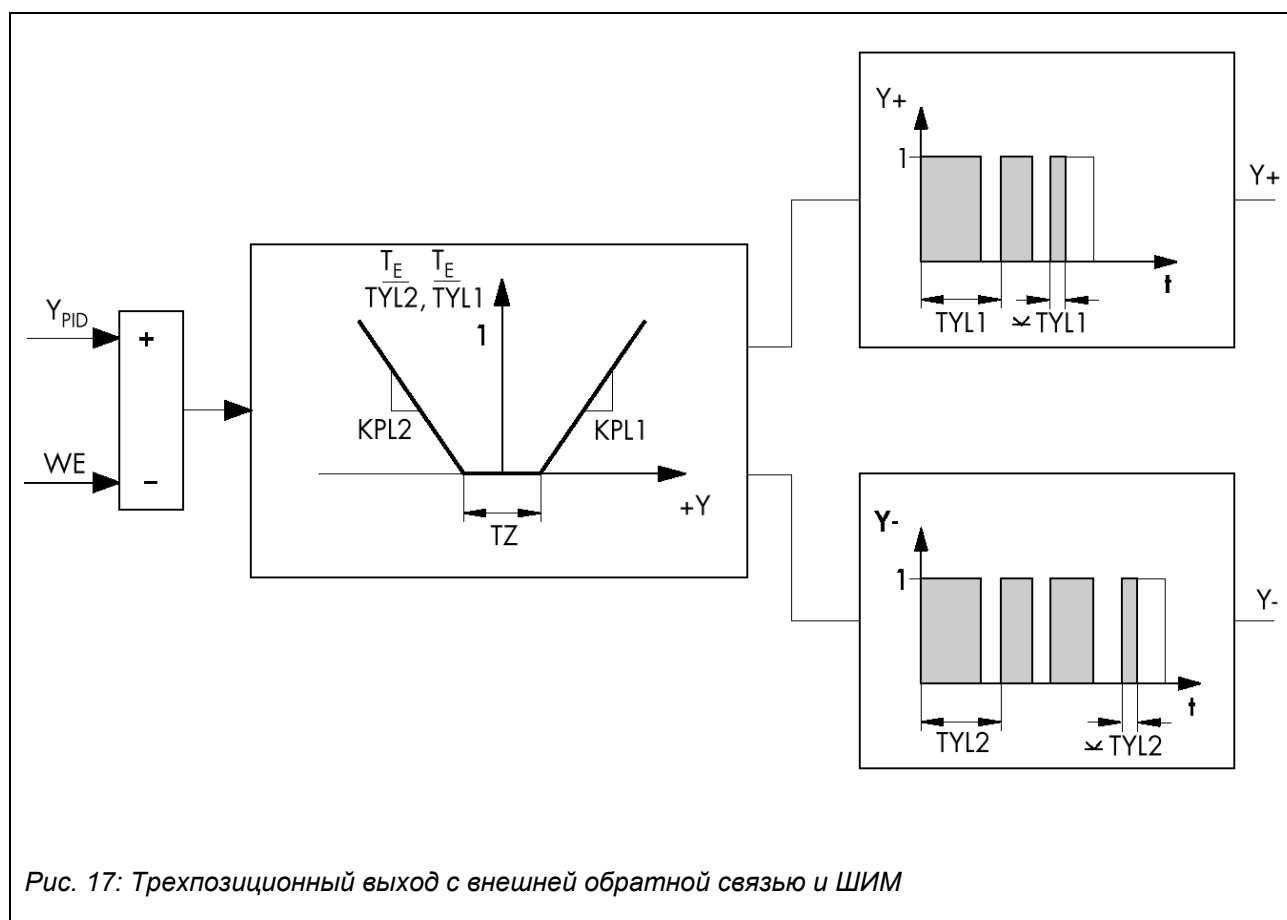 Y_PID
+
WE
−
T_E T_E
TYL2, TYL1
1
KPL2
KPL1
TZ
+Y
Y+
1
t
TYL1
TYL1
Y+
Y-
1
t
TYL2
TYL2
Y-
Рис. 17: Трехпозиционный выход с внешней обратной связью и ШИМ